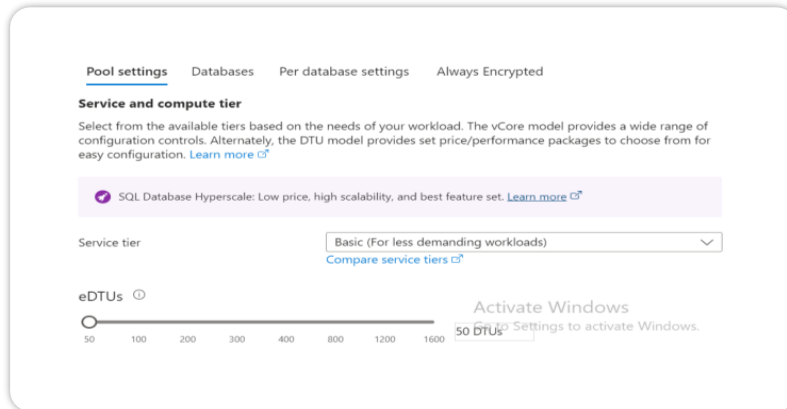 Pool settings Databases Per database settings Always Encrypted
Service and compute tier
Select from the available tiers based on the needs of your workload. The vCore model provides a wide range of
configuration controls. Alternately, the DTU model provides set price/performance packages to choose from for
easy configuration. Learn more
SQL Database Hyperscale: Low price, high scalability, and best feature set. Learn more
Service tier Basic (For less demanding workloads)
Compare service tiers
eDTUs
Activate Windows
Go to Settings to activate Windows.
50 DTUs
50 100 200 300 400 800 1200 1600